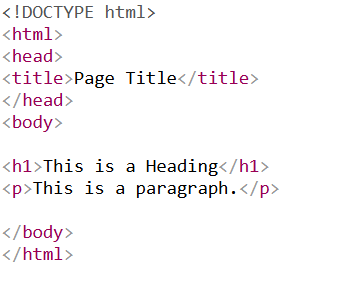 <!DOCTYPE html>
<html>
<head>
<title>Page Title</title>
</head>
<body>
<h1>This is a Heading</h1>
<p>This is a paragraph.</p>
</body>
</html>